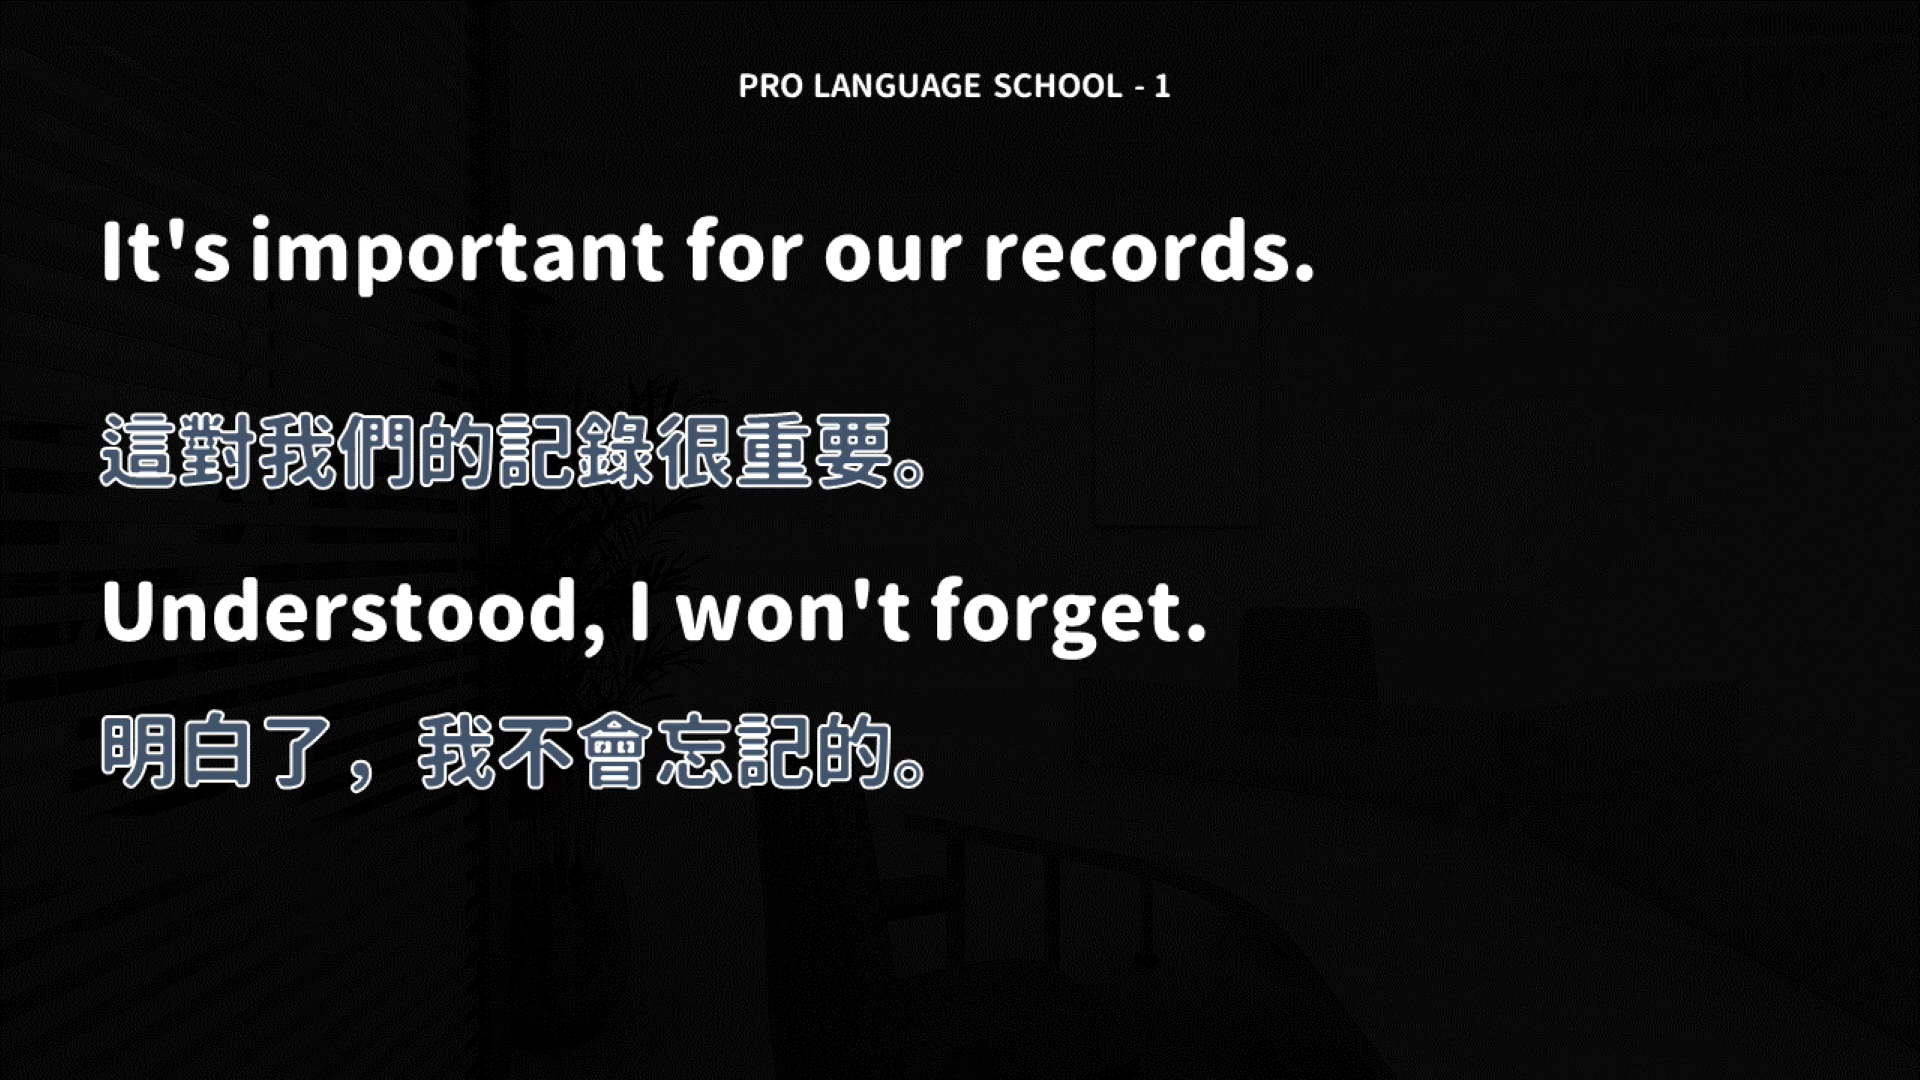 PRO LANGUAGE SCHOOL - 1
It's important for our records.
這對我們的記錄很重要。
Understood, I won't forget.
明白了，我不會忘記的。